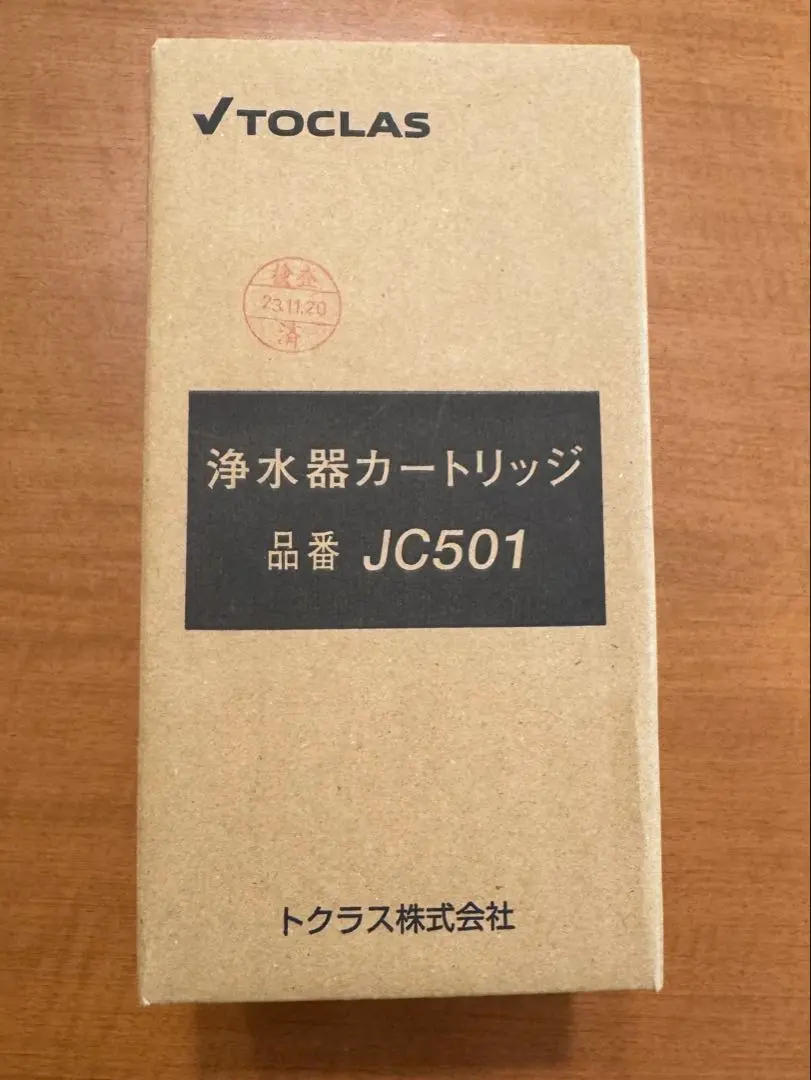 TOCLAS
検査
23.11.20
済
浄水器カートリッジ
品番 JC501
トクラス株式会社